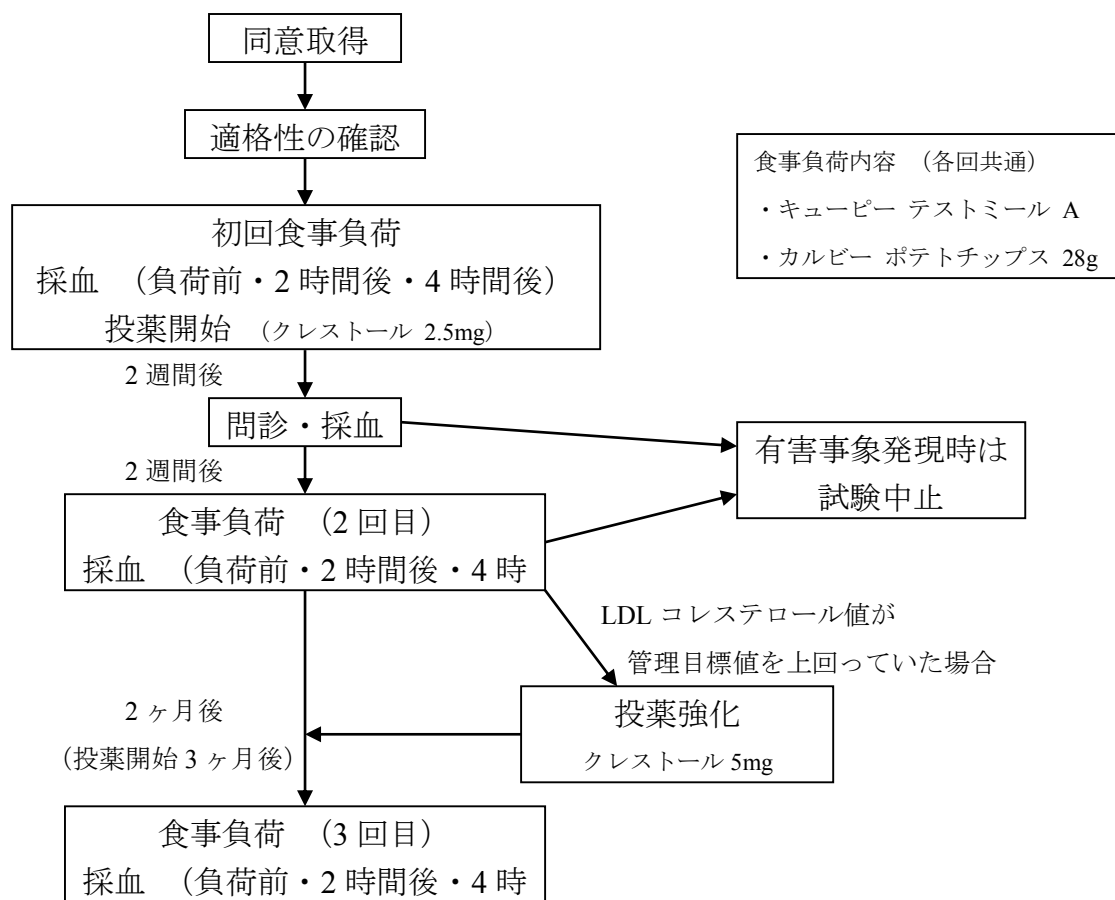 同意取得
適格性の確認
食事負荷内容 （各回共通）
・キューピー テストミール A
・カルビー ポテトチップス 28g
初回食事負荷
採血 （負荷前・2 時間後・4 時間後）
投薬開始 （クレストール 2.5mg）
2 週間後
問診・採血
有害事象発現時は
試験中止
2 週間後
食事負荷 （2 回目）
採血 （負荷前・2 時間後・4 時
LDL コレステロール値が
管理目標値を上回っていた場合
投薬強化
クレストール 5mg
2 ヶ月後
（投薬開始 3 ヶ月後）
食事負荷 （3 回目）
採血 （負荷前・2 時間後・4 時